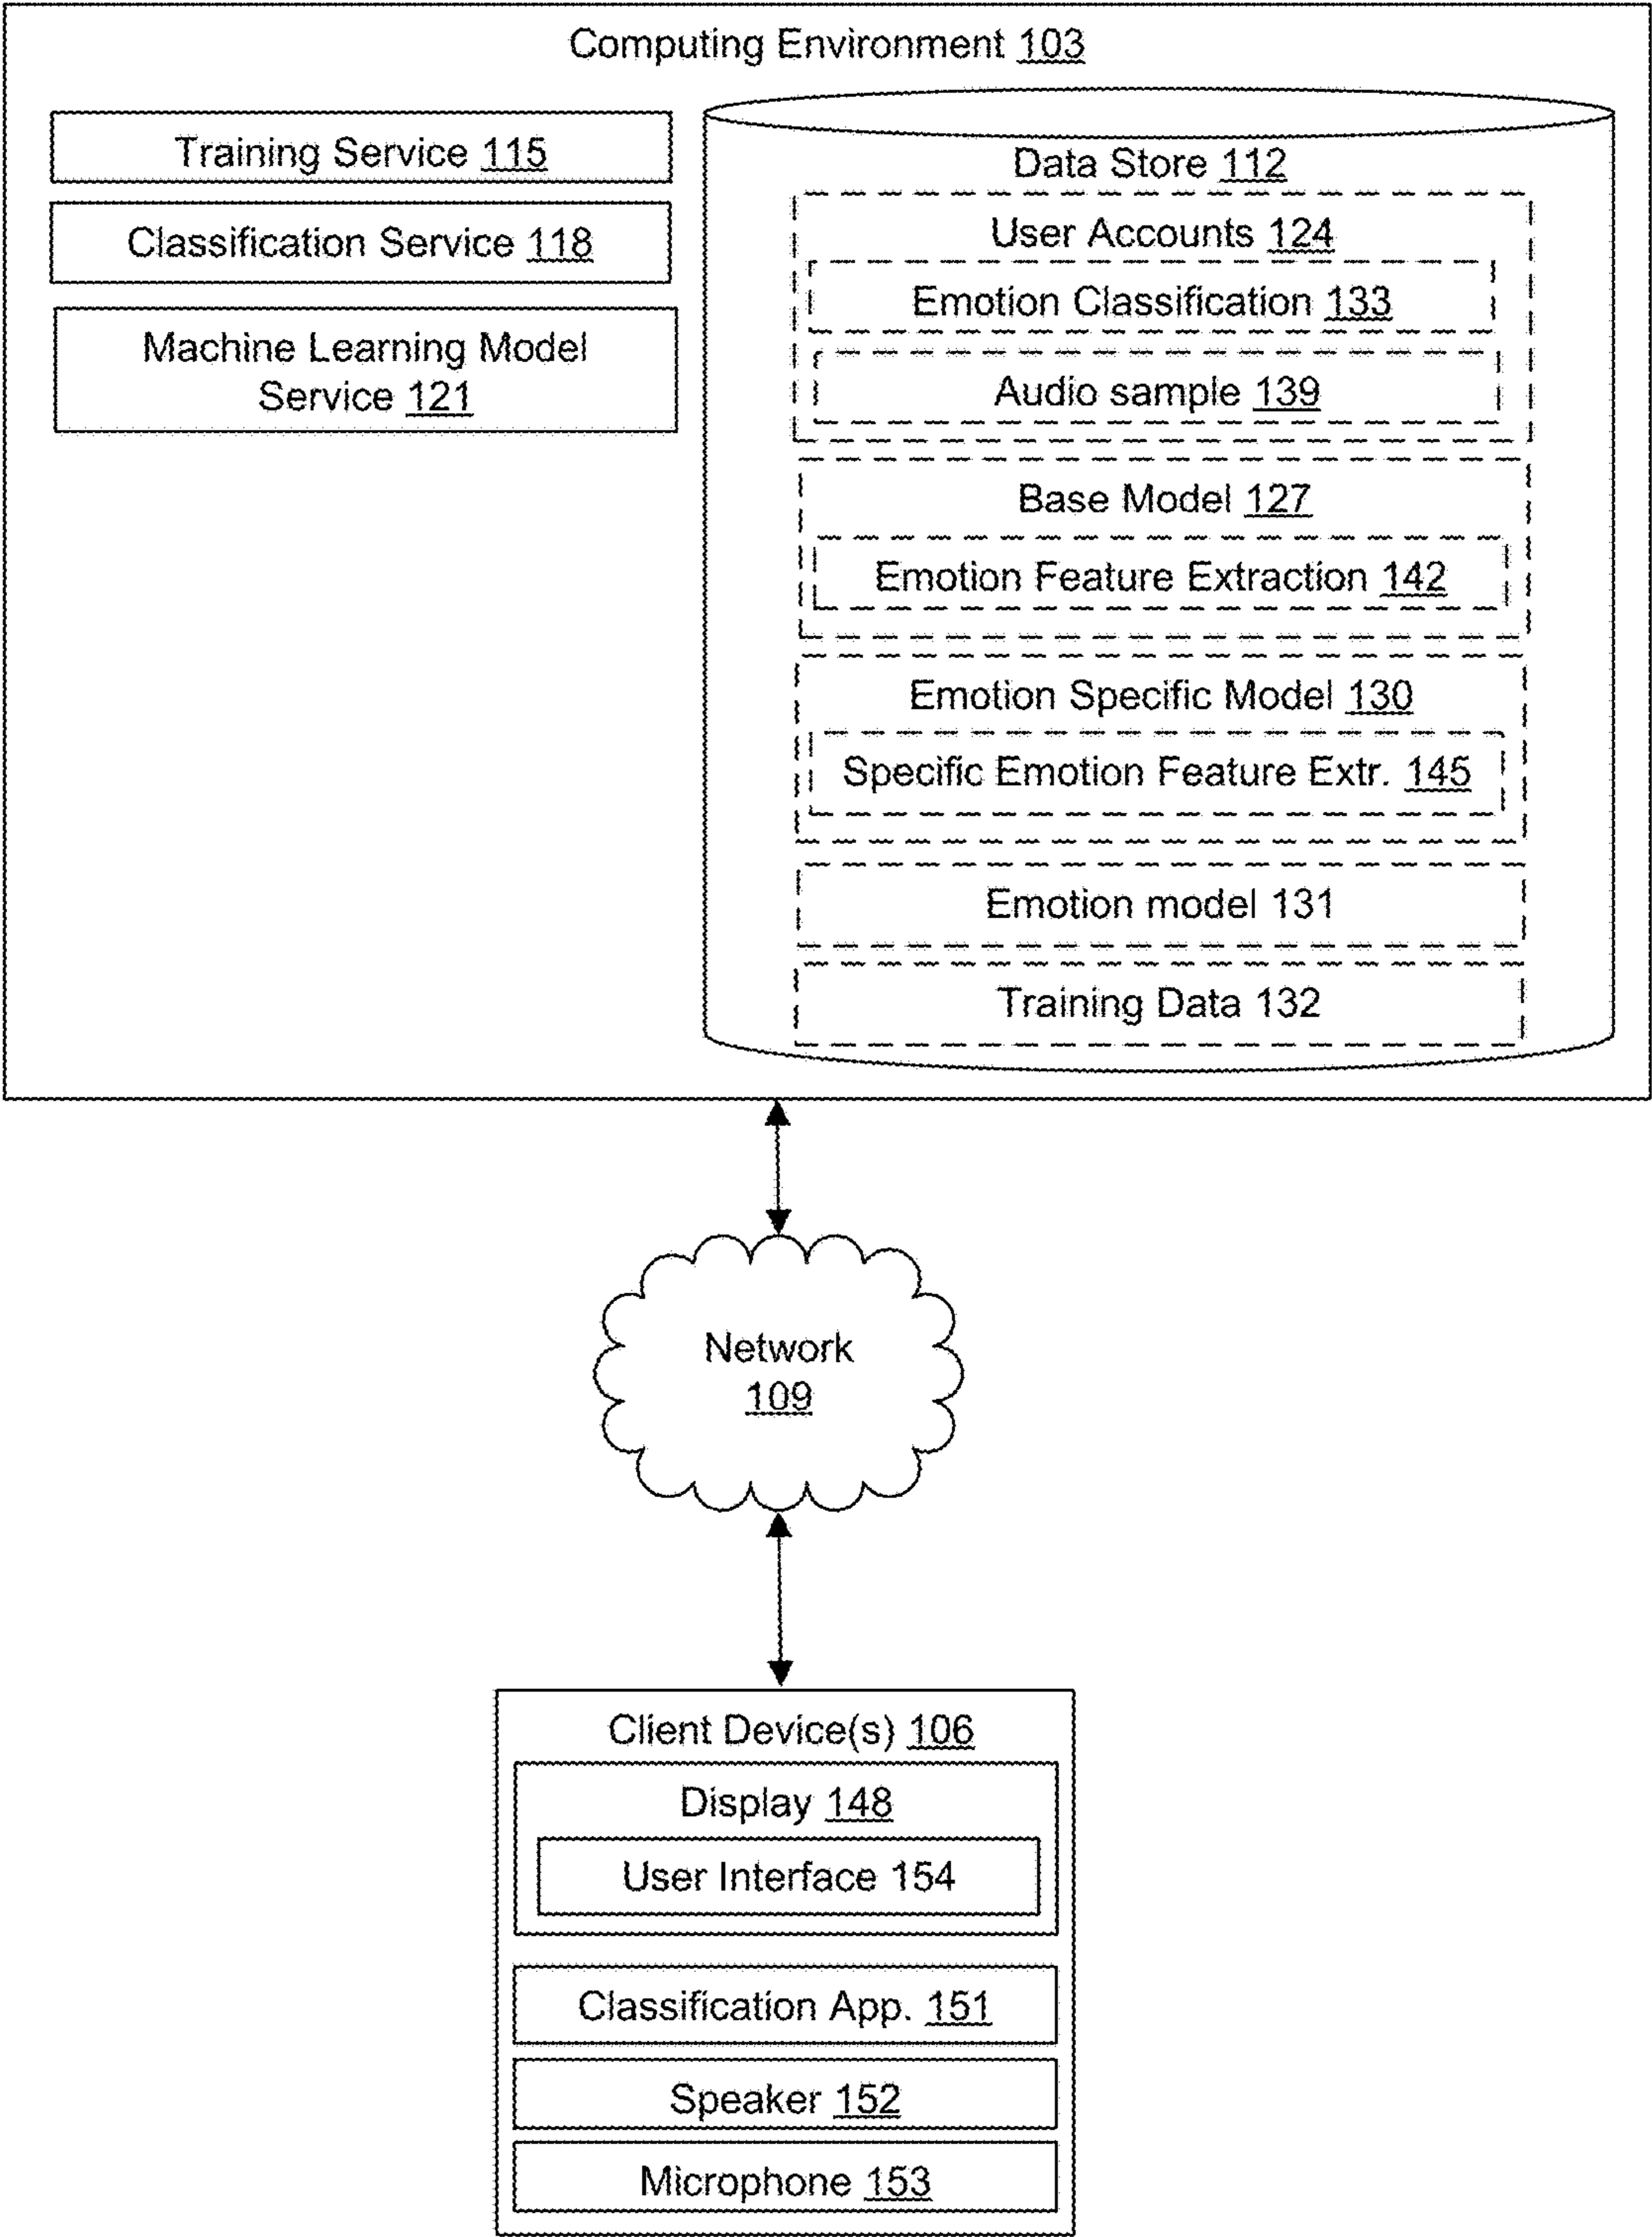 Computing Environment 103
Training Service 115
Classification Service 118
Machine Learning Model
Service 121
Data Store 112
User Accounts 124
Emotion Classification 133
Audio sample 139
Base Model 127
Emotion Feature Extraction 142
Emotion Specific Model 130
Specific Emotion Feature Extr. 145
Emotion model 131
Training Data 132
Network
109
Client Device(s) 106
Display 148
User Interface 154
Classification App. 151
Speaker 152
Microphone 153